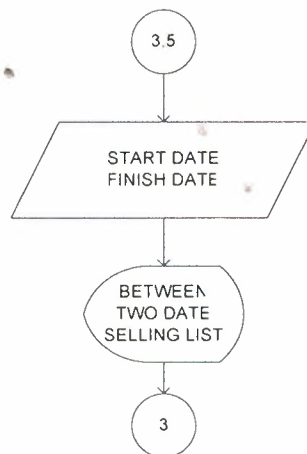 3.5
START DATE
FINISH DATE
BETWEEN
TWO DATE
SELLING LIST
3